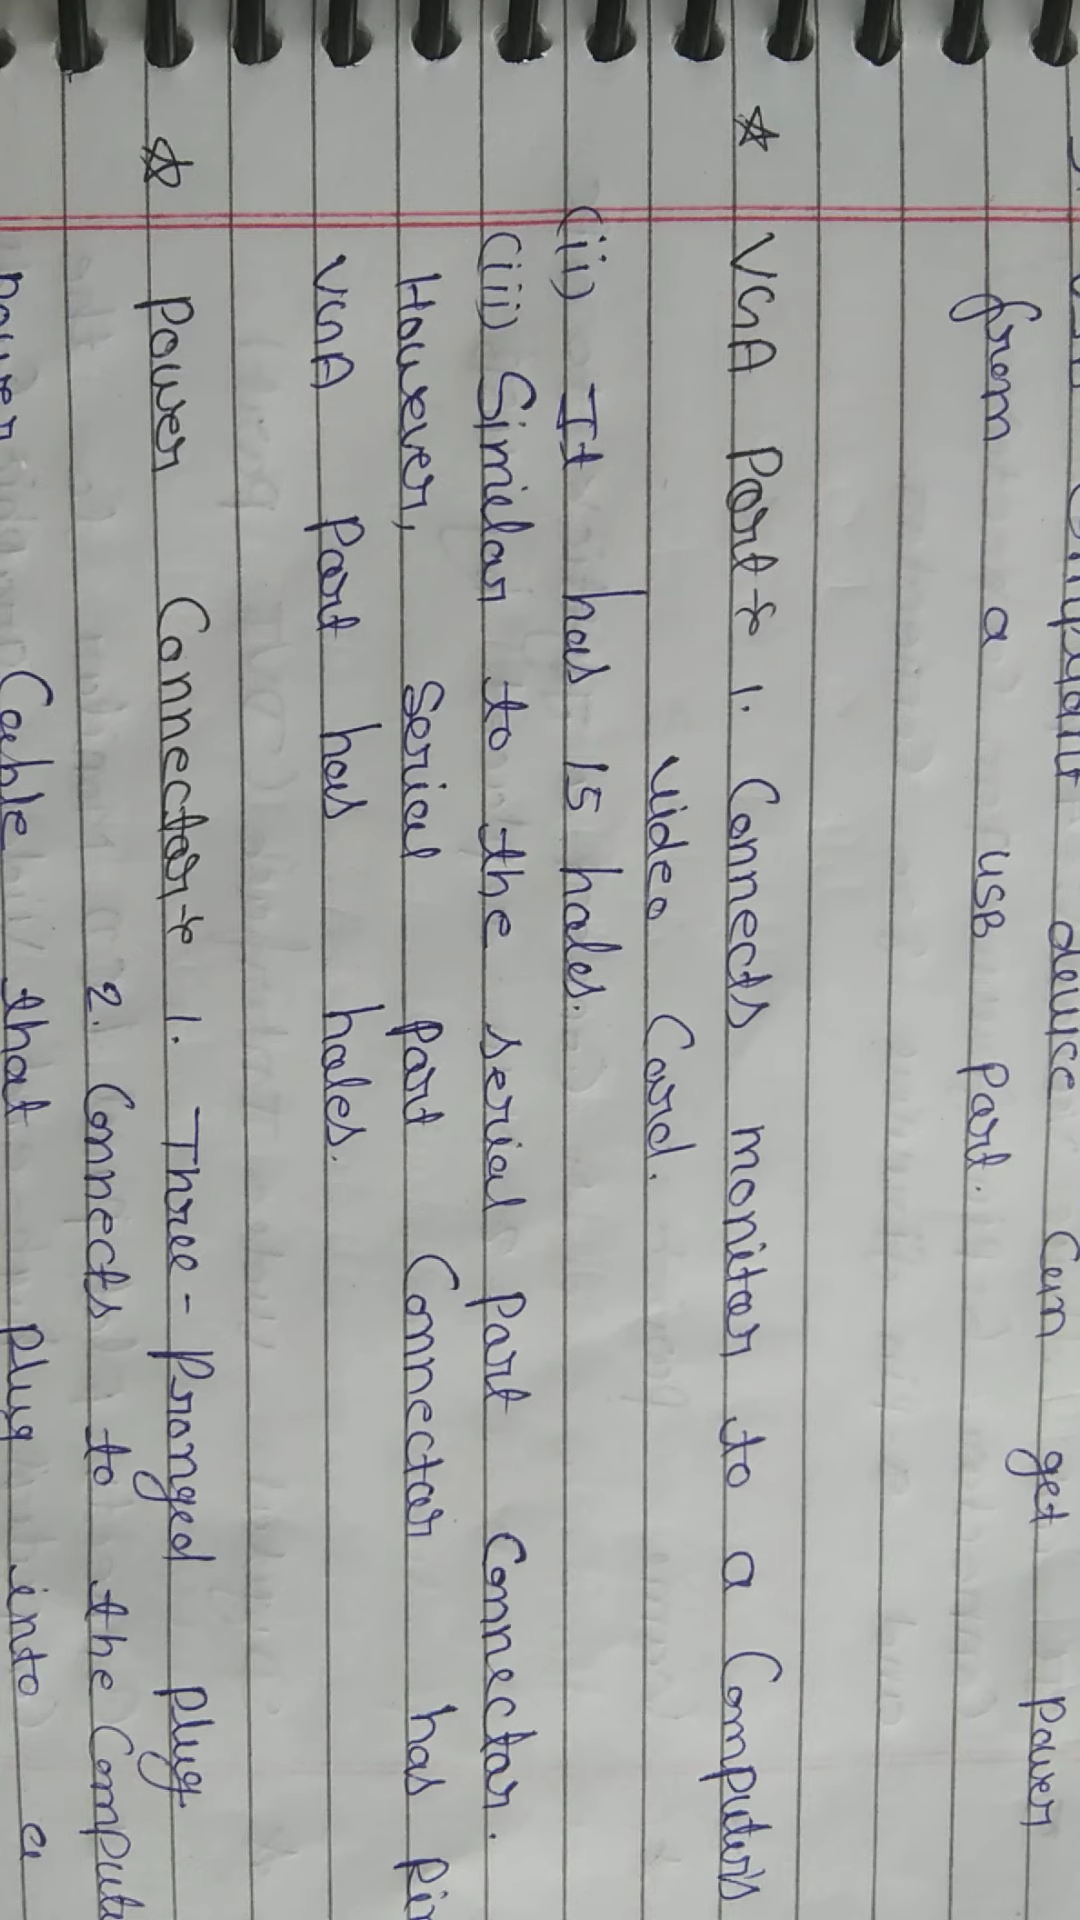 device can get power
from a USB port.
☆ VGA Port :- 1. Connects monitor to a Computer's
video Card.
(ii) It has 15 holes.
(iii) Similar to the serial port Connector.
However, Serial port Connector has
VGA Port has holes.
☆ Power Connector :- 1. Three-Pronged plug
2. Connects to the
Cable that plug into a